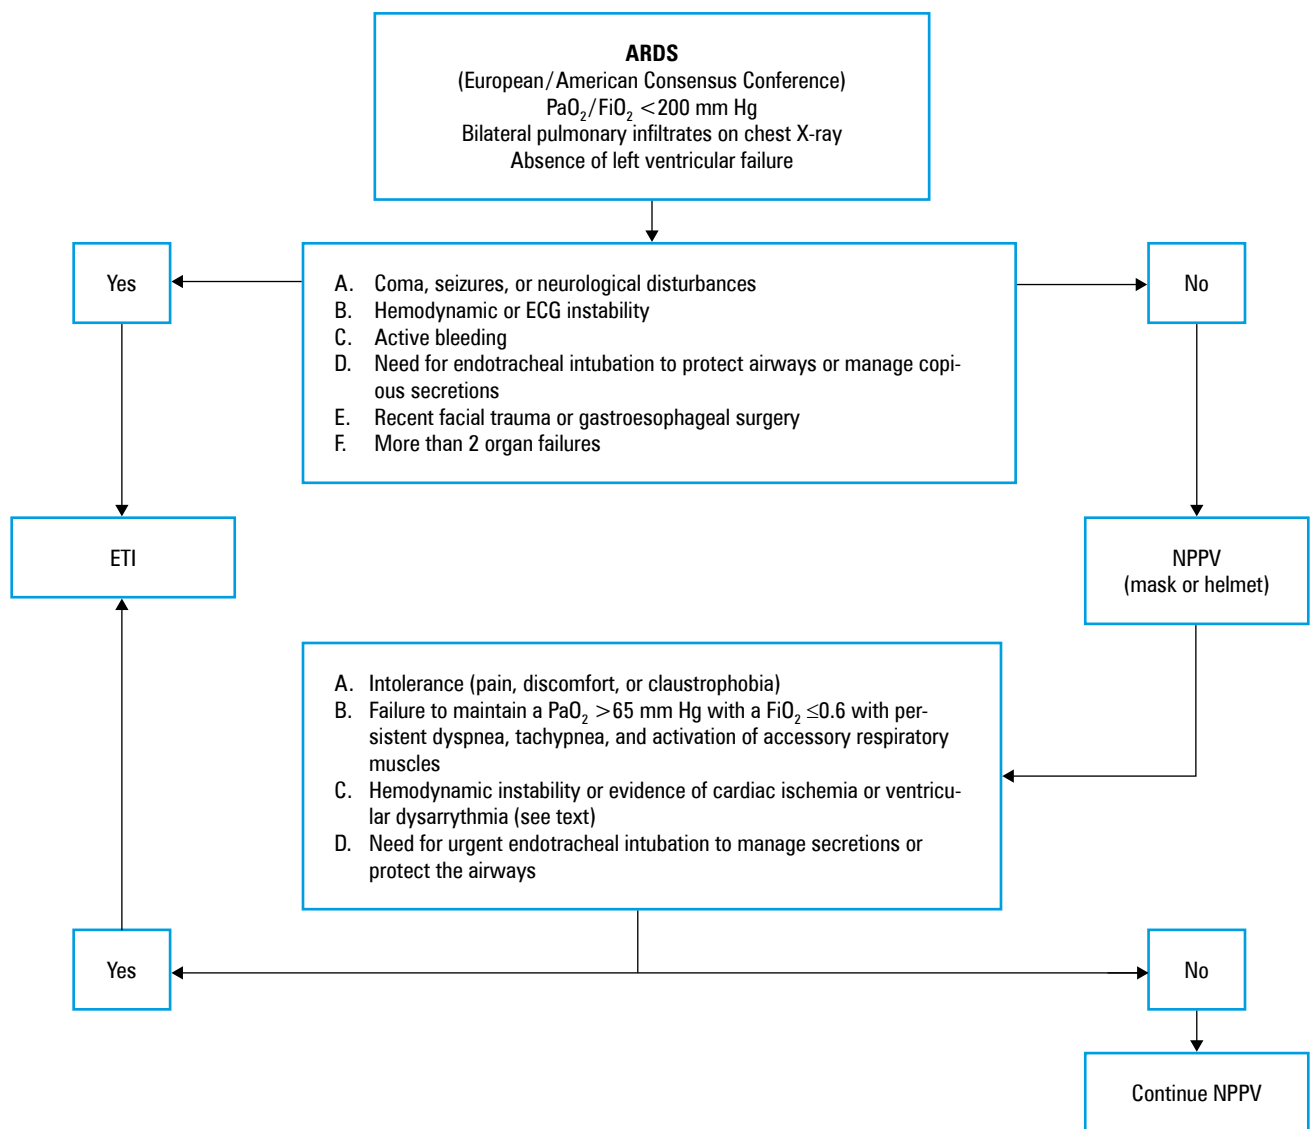 ARDS
(European/American Consensus Conference)
PaO₂/FiO₂ <200 mm Hg
Bilateral pulmonary infiltrates on chest X-ray
Absence of left ventricular failure
Yes
A. Coma, seizures, or neurological disturbances
B. Hemodynamic or ECG instability
C. Active bleeding
D. Need for endotracheal intubation to protect airways or manage copi-
ous secretions
E. Recent facial trauma or gastroesophageal surgery
F. More than 2 organ failures
No
ETI
NPPV
(mask or helmet)
A. Intolerance (pain, discomfort, or claustrophobia)
B. Failure to maintain a PaO₂ >65 mm Hg with a FiO₂ ≤0.6 with per-
sistent dyspnea, tachypnea, and activation of accessory respiratory
muscles
C. Hemodynamic instability or evidence of cardiac ischemia or ventricu-
lar dysarrythmia (see text)
D. Need for urgent endotracheal intubation to manage secretions or
protect the airways
Yes
No
Continue NPPV